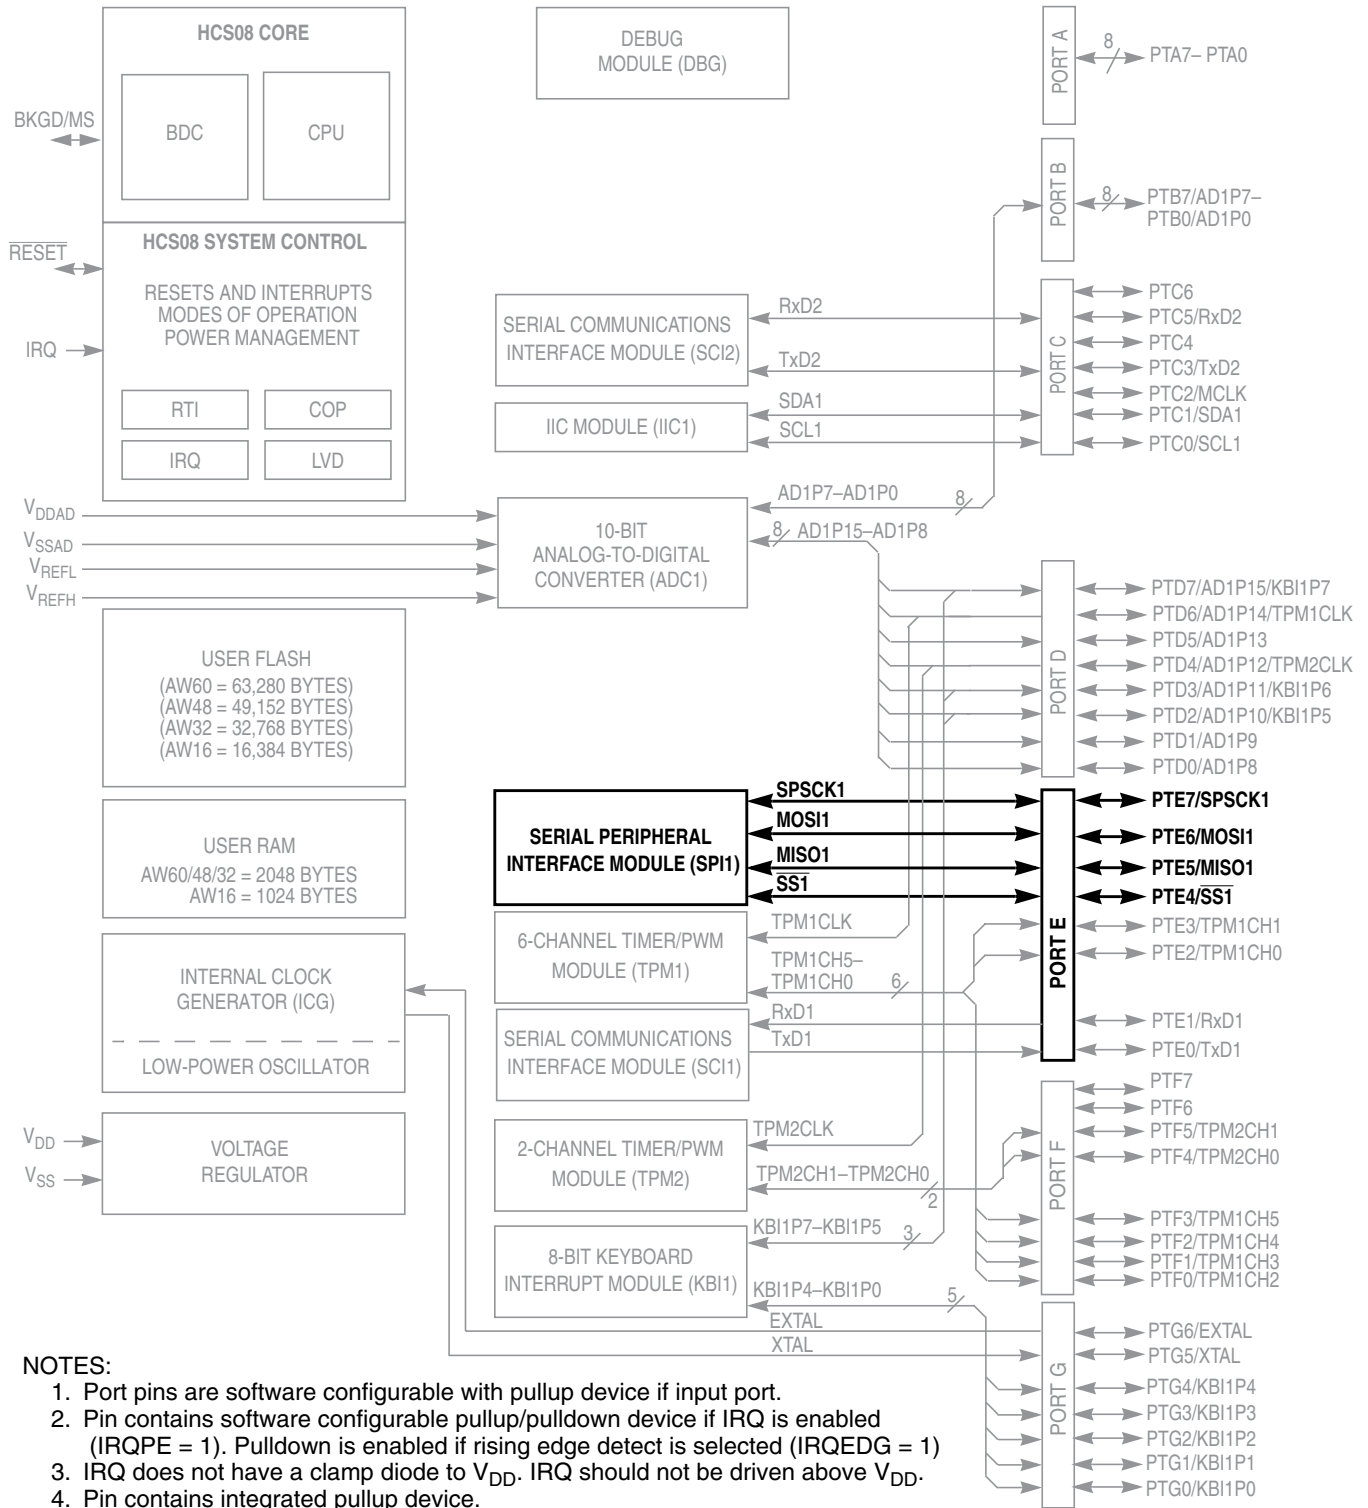 HCS08 CORE
BDC
CPU
BKGD/MS
HCS08 SYSTEM CONTROL
RESET
RESETS AND INTERRUPTS
MODES OF OPERATION
POWER MANAGEMENT
IRQ
RTI
COP
IRQ
LVD
VDDAD
VSSAD
VREFL
VREFH
USER FLASH
(AW60 = 63,280 BYTES)
(AW48 = 49,152 BYTES)
(AW32 = 32,768 BYTES)
(AW16 = 16,384 BYTES)
USER RAM
AW60/48/32 = 2048 BYTES
AW16 = 1024 BYTES
INTERNAL CLOCK
GENERATOR (ICG)
LOW-POWER OSCILLATOR
VDD
VSS
VOLTAGE
REGULATOR
DEBUG
MODULE (DBG)
SERIAL COMMUNICATIONS
INTERFACE MODULE (SCI2)
RxD2
TxD2
IIC MODULE (IIC1)
SDA1
SCL1
10-BIT
ANALOG-TO-DIGITAL
CONVERTER (ADC1)
AD1P7–AD1P0
8
8
AD1P15–AD1P8
SERIAL PERIPHERAL
INTERFACE MODULE (SPI1)
SPSCK1
MOSI1
MISO1
SS1
6-CHANNEL TIMER/PWM
MODULE (TPM1)
TPM1CLK
TPM1CH5–
TPM1CH0
6
SERIAL COMMUNICATIONS
INTERFACE MODULE (SCI1)
RxD1
TxD1
2-CHANNEL TIMER/PWM
MODULE (TPM2)
TPM2CLK
TPM2CH1–TPM2CH0
2
8-BIT KEYBOARD
INTERRUPT MODULE (KBI1)
KBI1P7–KBI1P5
3
KBI1P4–KBI1P0
5
EXTAL
XTAL
PORT A
8
PTA7– PTA0
PORT B
8
PTB7/AD1P7–
PTB0/AD1P0
PORT C
PTC6
PTC5/RxD2
PTC4
PTC3/TxD2
PTC2/MCLK
PTC1/SDA1
PTC0/SCL1
PORT D
PTD7/AD1P15/KBI1P7
PTD6/AD1P14/TPM1CLK
PTD5/AD1P13
PTD4/AD1P12/TPM2CLK
PTD3/AD1P11/KBI1P6
PTD2/AD1P10/KBI1P5
PTD1/AD1P9
PTD0/AD1P8
PORT E
PTE7/SPSCK1
PTE6/MOSI1
PTE5/MISO1
PTE4/SS1
PTE3/TPM1CH1
PTE2/TPM1CH0
PTE1/RxD1
PTE0/TxD1
PORT F
PTF7
PTF6
PTF5/TPM2CH1
PTF4/TPM2CH0
PTF3/TPM1CH5
PTF2/TPM1CH4
PTF1/TPM1CH3
PTF0/TPM1CH2
PORT G
PTG6/EXTAL
PTG5/XTAL
PTG4/KBI1P4
PTG3/KBI1P3
PTG2/KBI1P2
PTG1/KBI1P1
PTG0/KBI1P0
NOTES:
1. Port pins are software configurable with pullup device if input port.
2. Pin contains software configurable pullup/pulldown device if IRQ is enabled
(IRQPE = 1). Pulldown is enabled if rising edge detect is selected (IRQEDG = 1)
3. IRQ does not have a clamp diode to VDD. IRQ should not be driven above VDD.
4. Pin contains integrated pullup device.